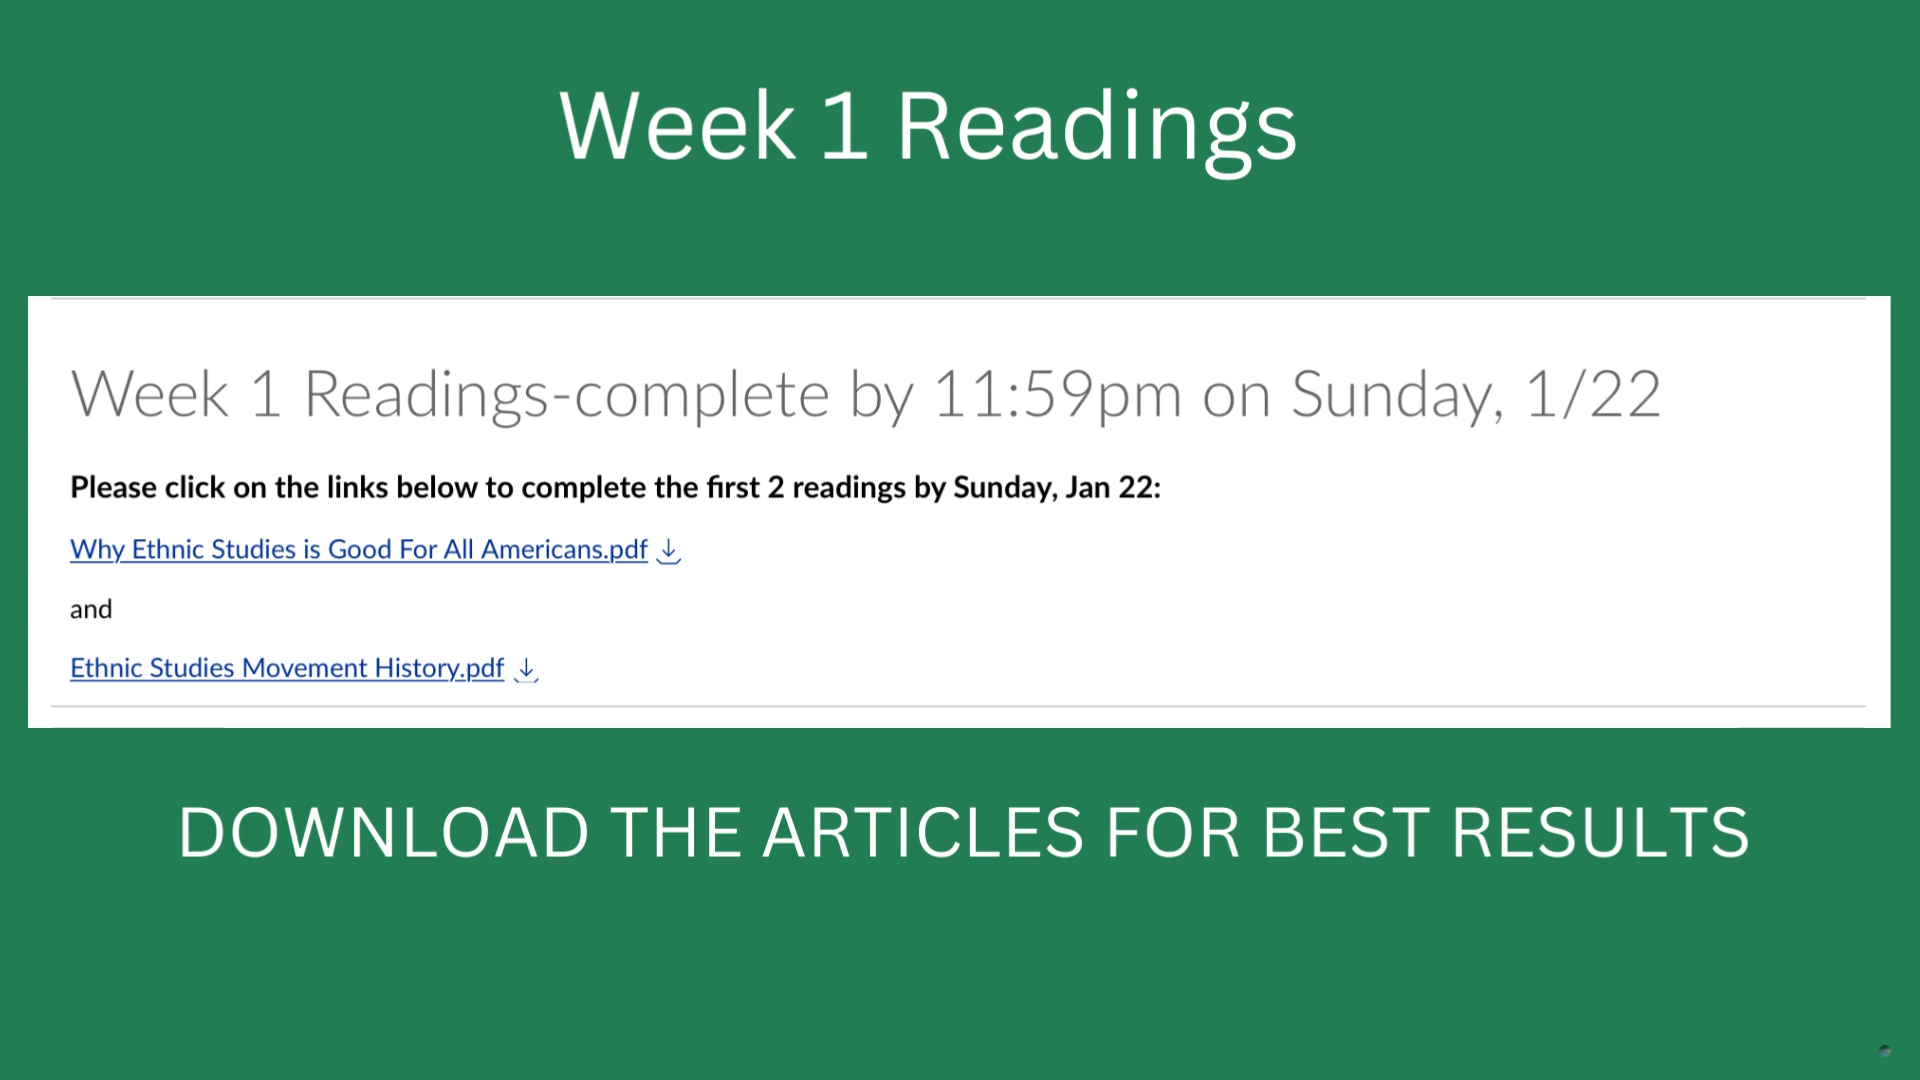 Week 1 Readings
Week 1 Readings-complete by 11:59pm on Sunday, 1/22
Please click on the links below to complete the first 2 readings by Sunday, Jan 22:
Why Ethnic Studies is Good For All Americans.pdf
and
Ethnic Studies Movement History.pdf
DOWNLOAD THE ARTICLES FOR BEST RESULTS